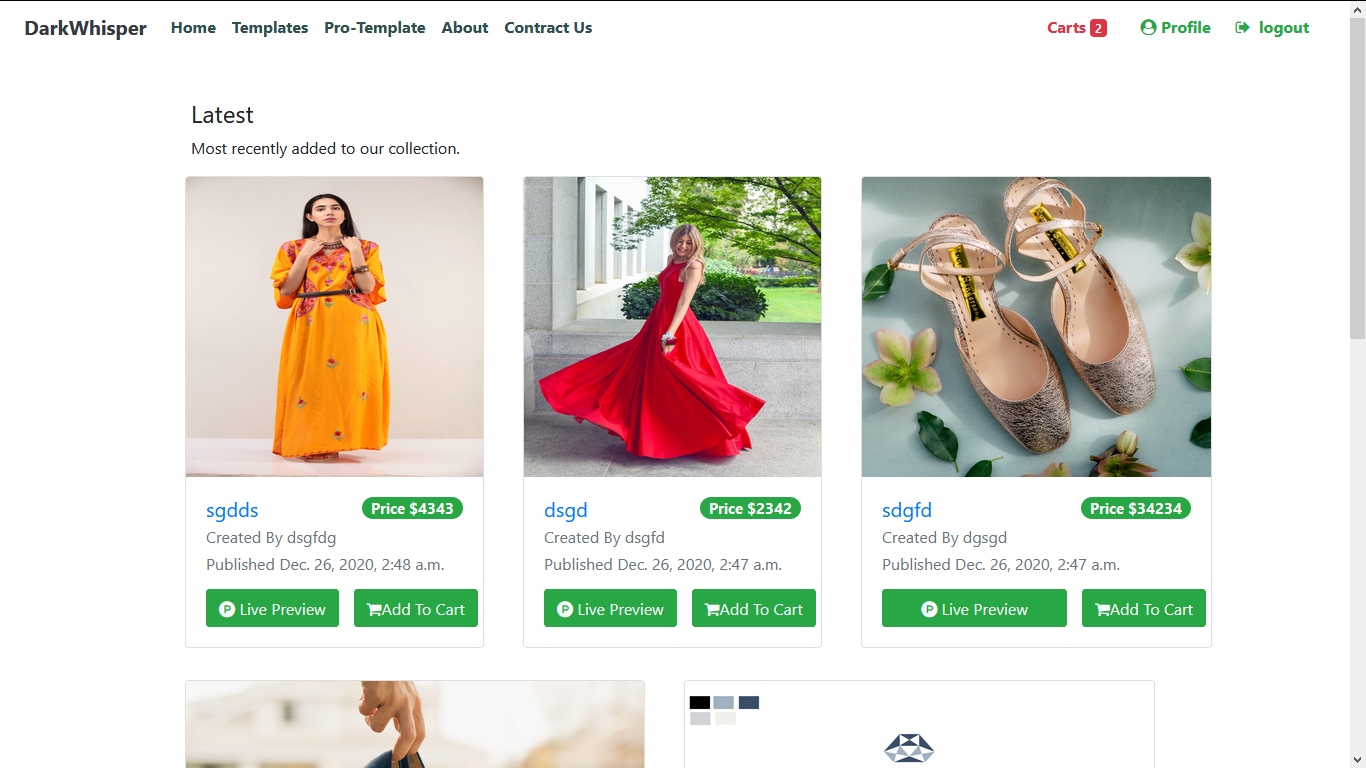 DarkWhisper Home Templates Pro-Template About Contract Us Carts 2 Profile logout
Latest
Most recently added to our collection.
sgdds Price $4343
Created By dsgfdg
Published Dec. 26, 2020, 2:48 a.m.
Live Preview Add To Cart
dsgd Price $2342
Created By dsgfd
Published Dec. 26, 2020, 2:47 a.m.
Live Preview Add To Cart
sdgfd Price $34234
Created By dgsgd
Published Dec. 26, 2020, 2:47 a.m.
Live Preview Add To Cart